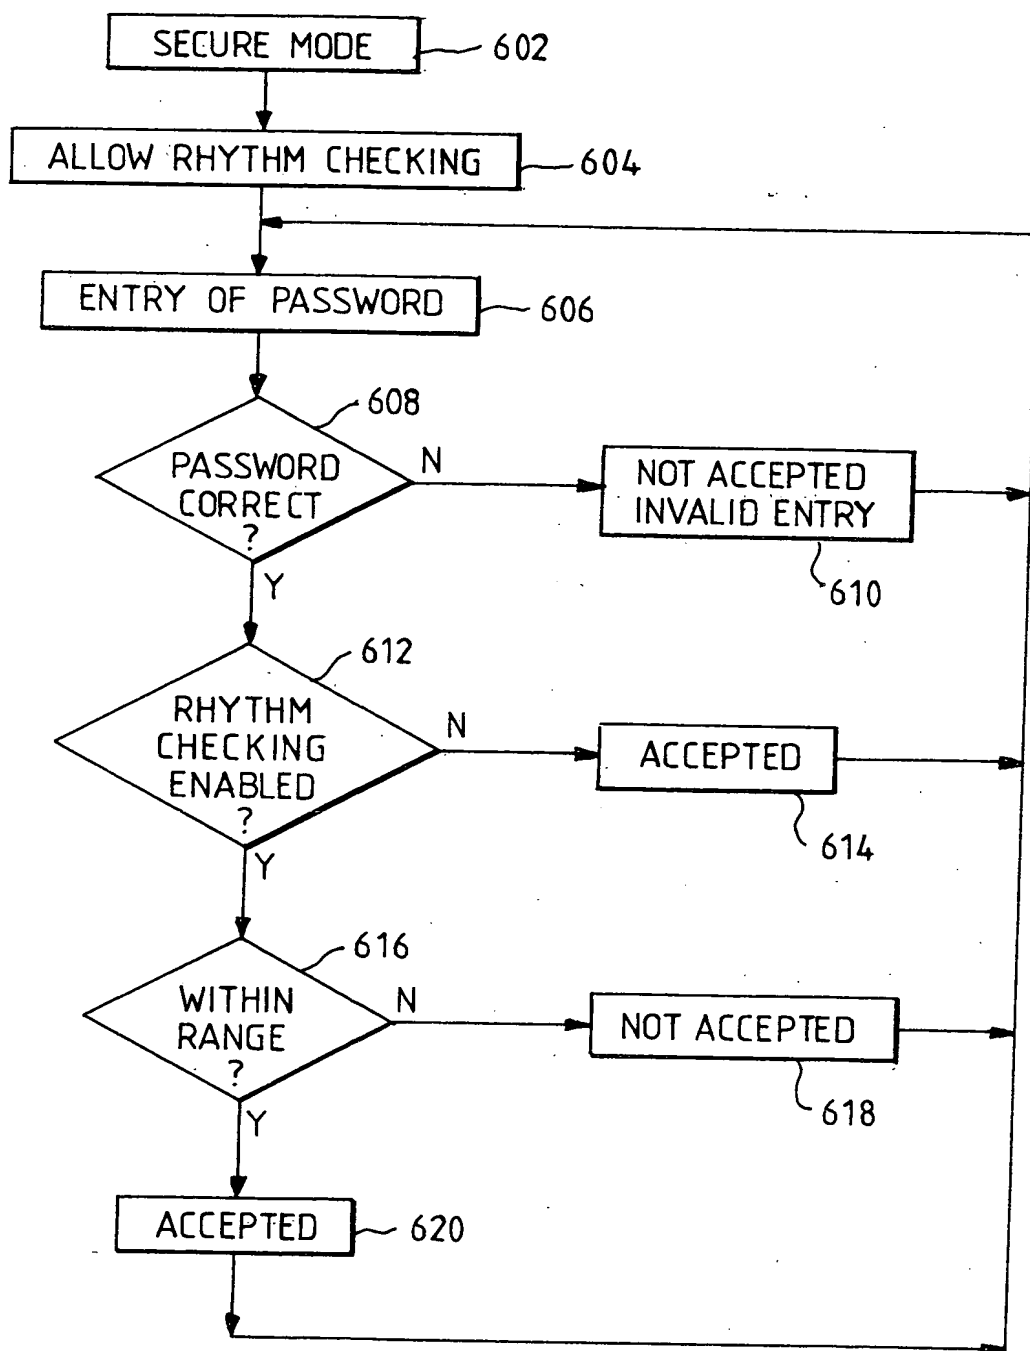 SECURE MODE
602
ALLOW RHYTHM CHECKING
604
ENTRY OF PASSWORD
606
608
PASSWORD
CORRECT
?
N
NOT ACCEPTED
INVALID ENTRY
610
Y
612
RHYTHM
CHECKING
ENABLED
?
N
ACCEPTED
614
Y
616
WITHIN
RANGE
?
N
NOT ACCEPTED
618
Y
ACCEPTED
620